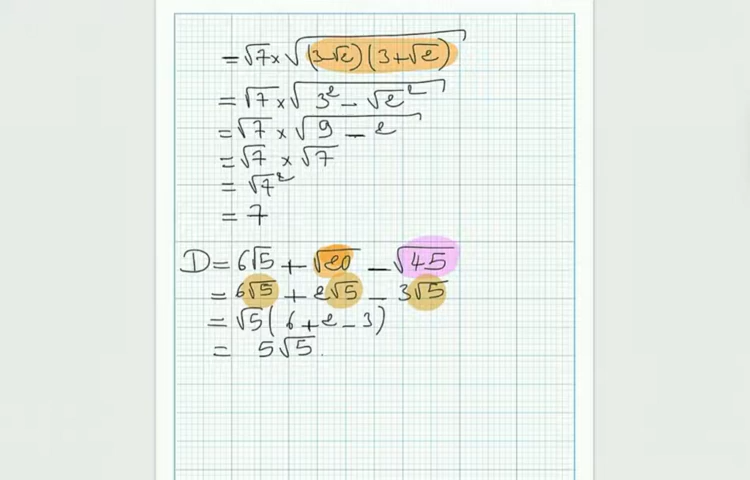 = √7 × √((3-√2)(3+√2))
= √7 × √(3² - √2²)
= √7 × √(9 - 2)
= √7 × √7
= √7²
= 7
D = 6√5 + √20 - √45
= 6√5 + 2√5 - 3√5
= √5(6+2-3)
= 5√5.